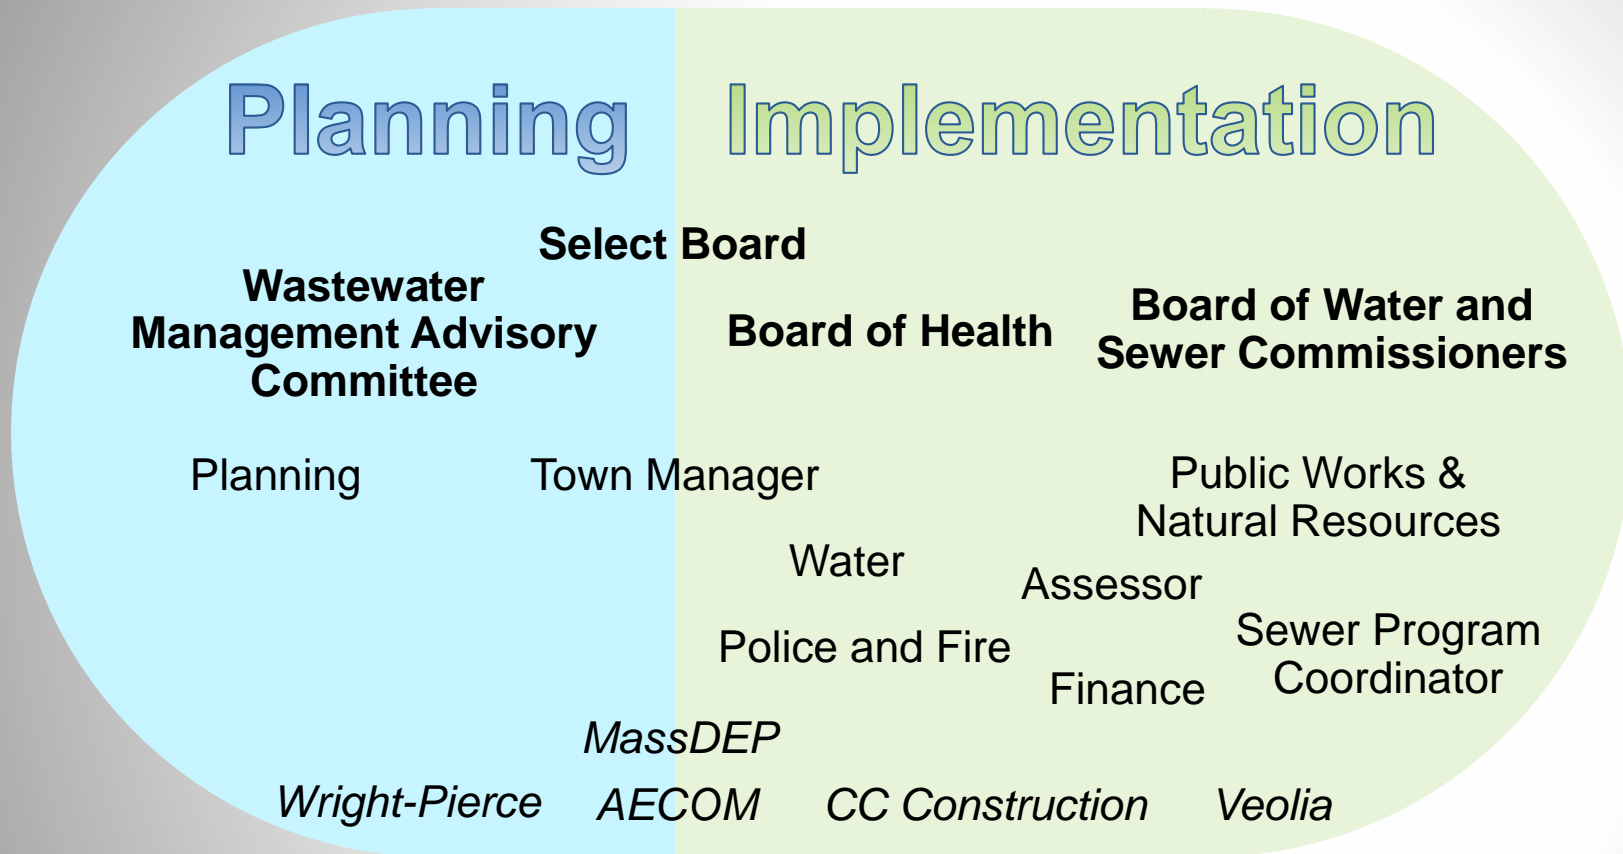 Planning Implementation
Select Board
Wastewater
Management Advisory
Committee
Board of Health
Board of Water and
Sewer Commissioners
Planning
Town Manager
Public Works &
Natural Resources
Water
Assessor
Police and Fire
Sewer Program
Coordinator
Finance
MassDEP
Wright-Pierce
AECOM
CC Construction
Veolia